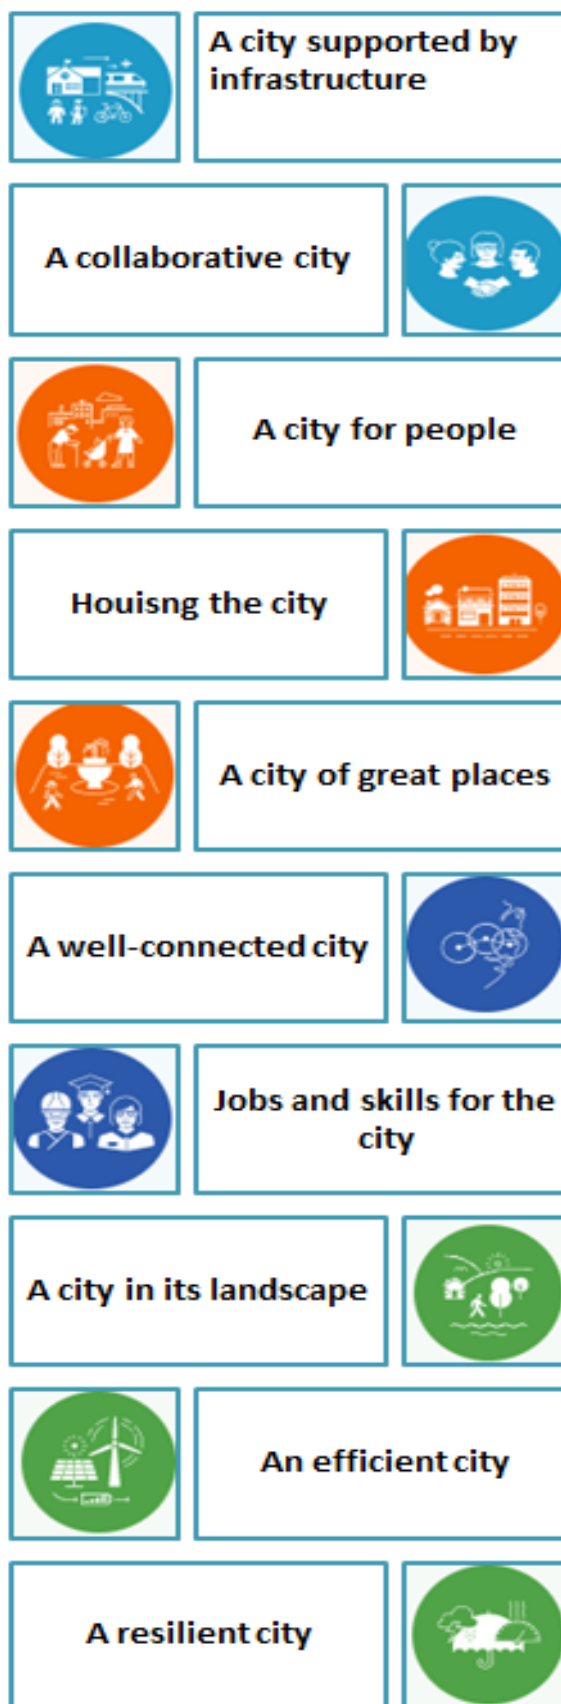 A city supported by
infrastructure
A collaborative city
A city for people
Houisng the city
A city of great places
A well-connected city
Jobs and skills for the
city
A city in its landscape
An efficient city
A resilient city